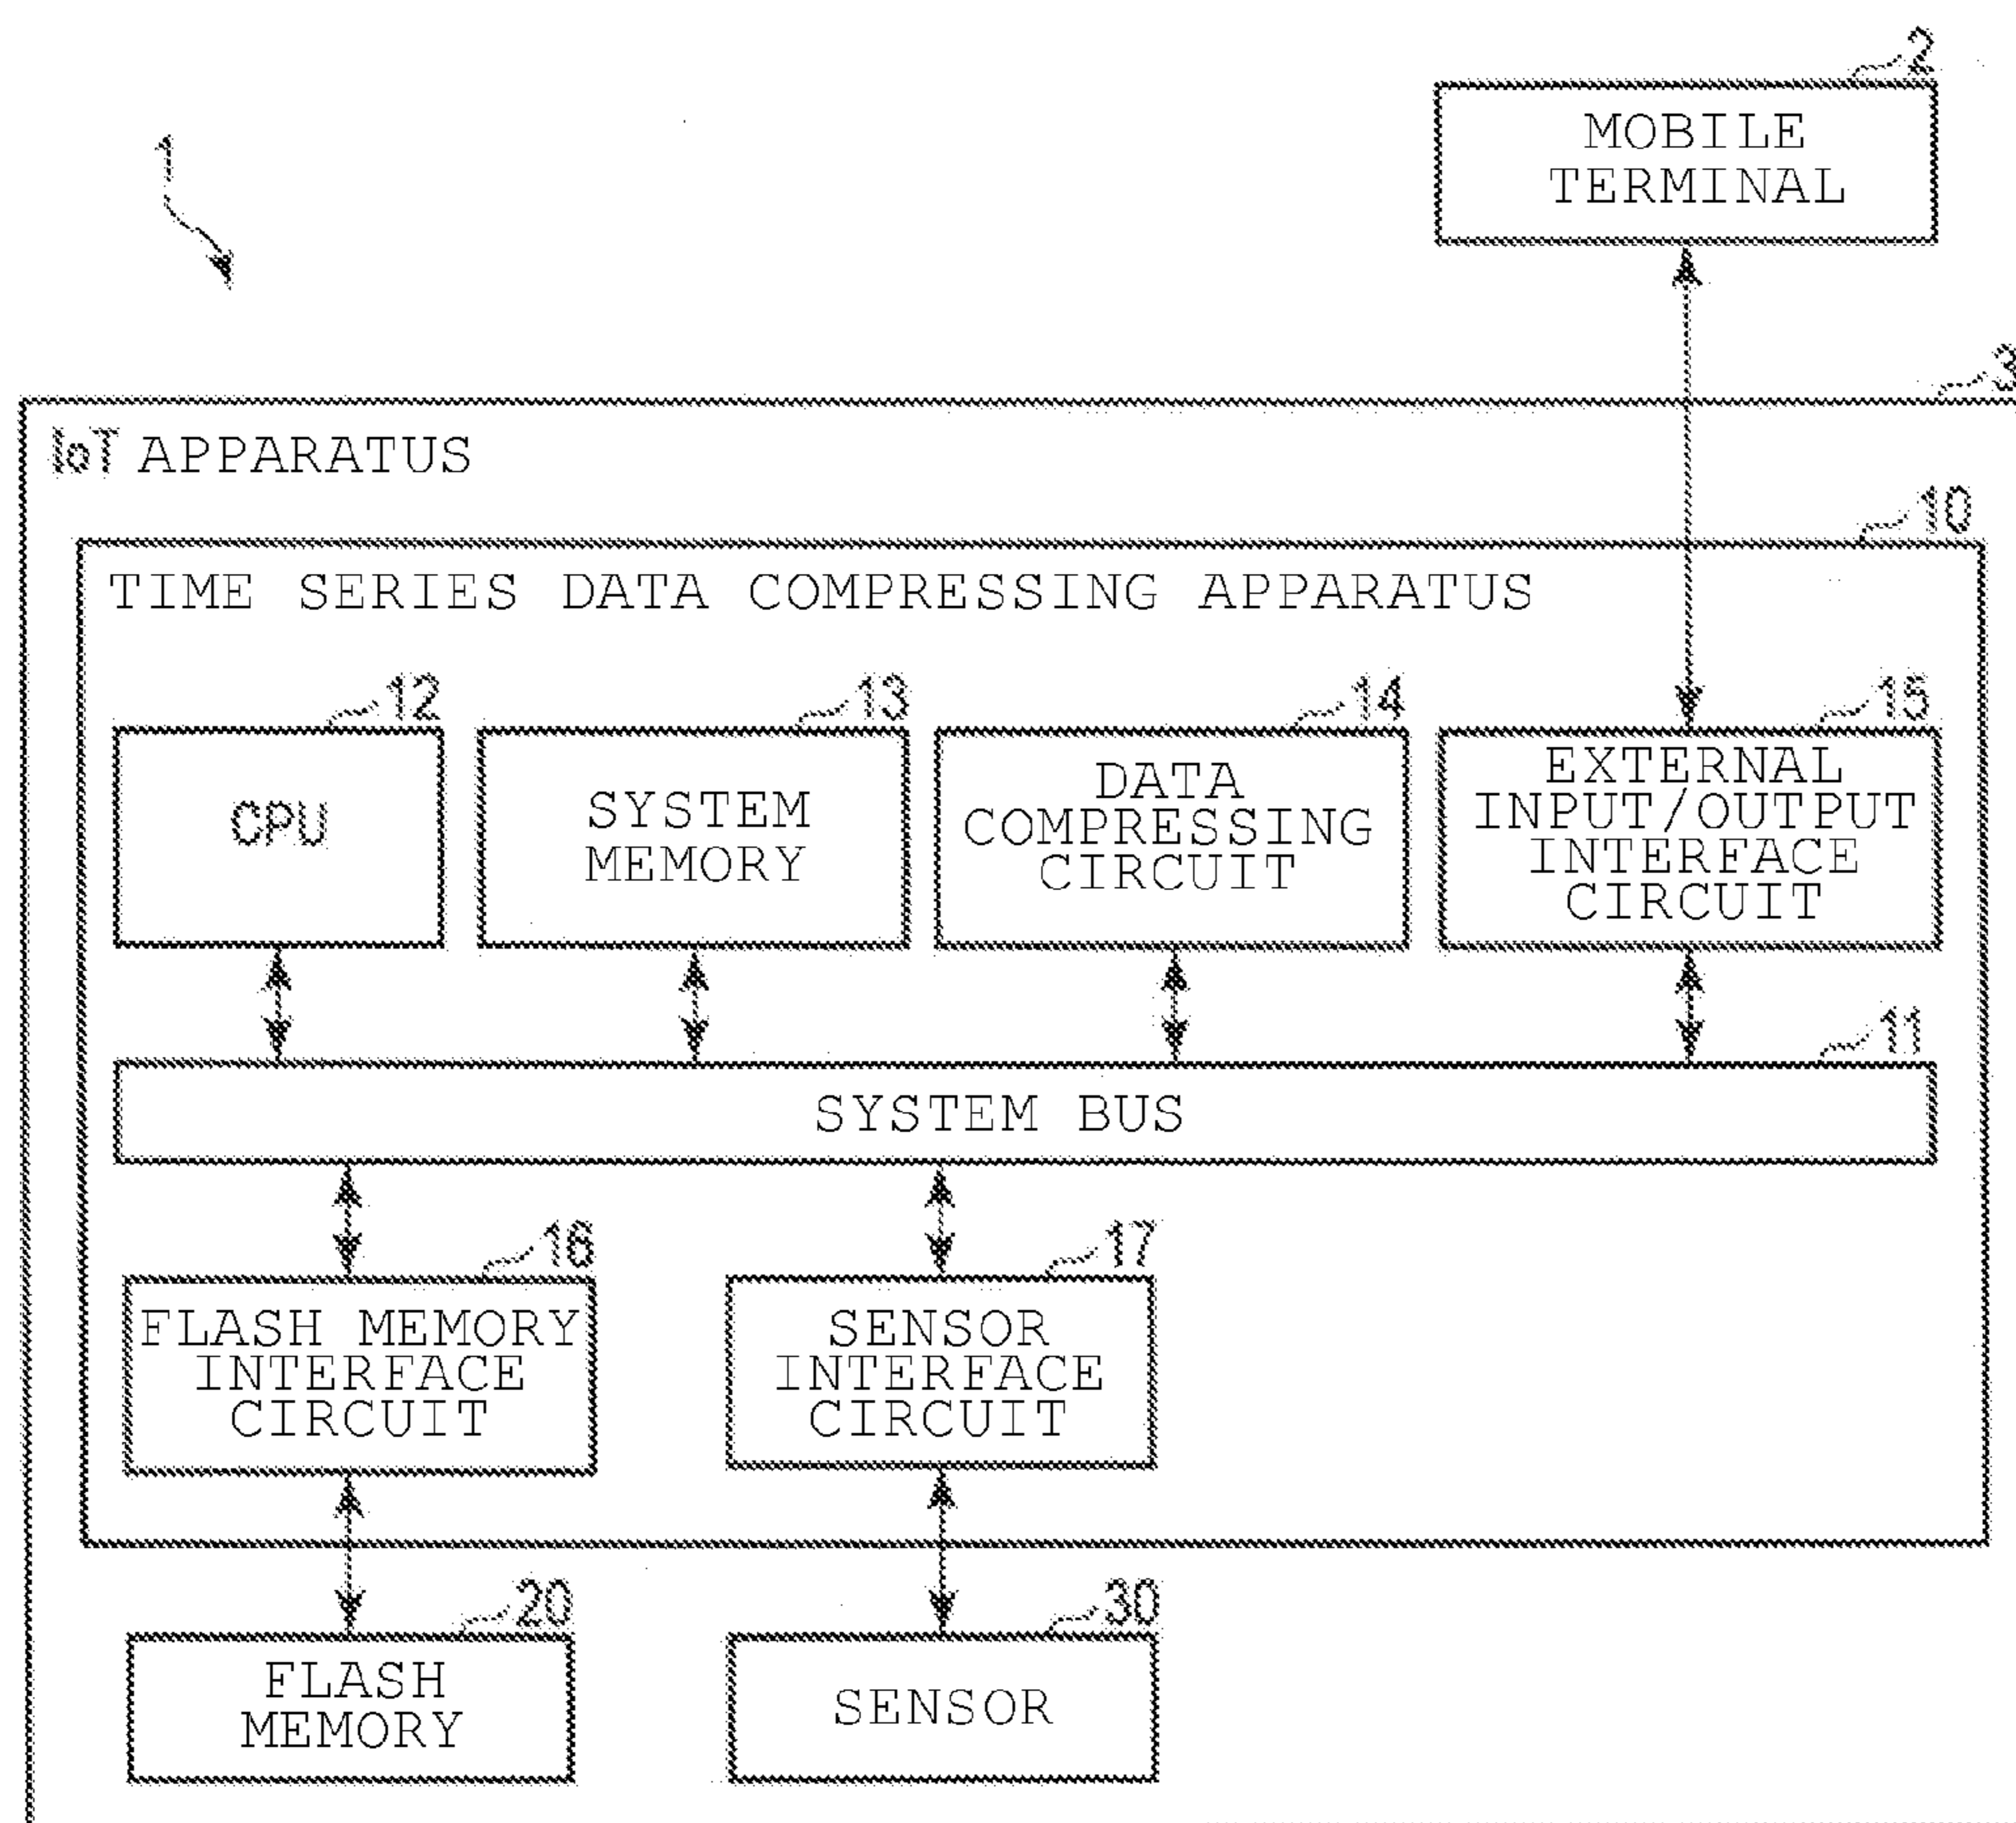 2
MOBILE
TERMINAL
1
3
IoT APPARATUS
10
TIME SERIES DATA COMPRESSING APPARATUS
12
13
14
15
CPU
SYSTEM
MEMORY
DATA
COMPRESSING
CIRCUIT
EXTERNAL
INPUT/OUTPUT
INTERFACE
CIRCUIT
11
SYSTEM BUS
16
17
FLASH MEMORY
INTERFACE
CIRCUIT
SENSOR
INTERFACE
CIRCUIT
20
30
FLASH
MEMORY
SENSOR